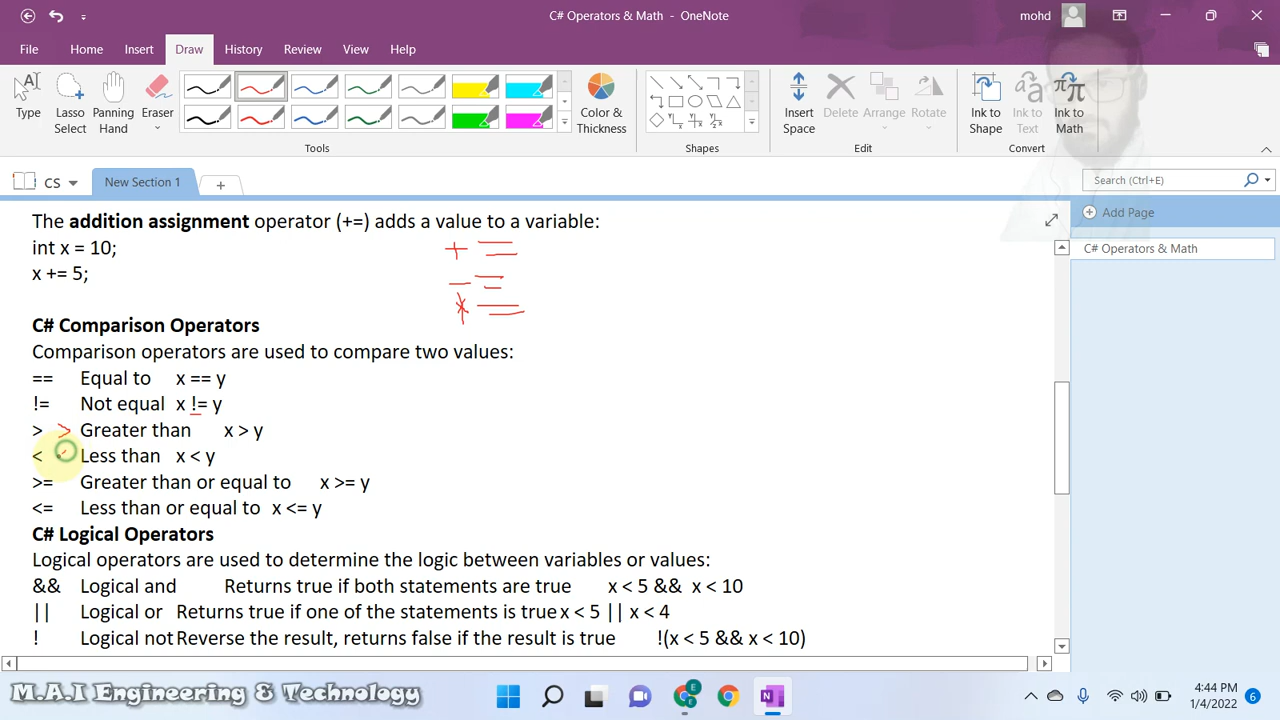 C# Operators & Math - OneNote
mohd
File Home Insert Draw History Review View Help
Type
Lasso Select
Panning Hand
Eraser
Color & Thickness
Insert Space
Delete
Arrange
Rotate
Ink to Shape
Ink to Text
Ink to Math
Tools
Shapes
Edit
Convert
CS
New Section 1
Search (Ctrl+E)
Add Page
C# Operators & Math
The addition assignment operator (+=) adds a value to a variable:
int x = 10;
x += 5;
+ =
- =
* =
C# Comparison Operators
Comparison operators are used to compare two values:
== Equal to x == y
!= Not equal x != y
> > Greater than x > y
< Less than x < y
>= Greater than or equal to x >= y
<= Less than or equal to x <= y
C# Logical Operators
Logical operators are used to determine the logic between variables or values:
&& Logical and Returns true if both statements are true x < 5 && x < 10
|| Logical or Returns true if one of the statements is true x < 5 || x < 4
! Logical not Reverse the result, returns false if the result is true !(x < 5 && x < 10)
M.A.I Engineering & Technology
4:44 PM
1/4/2022
6